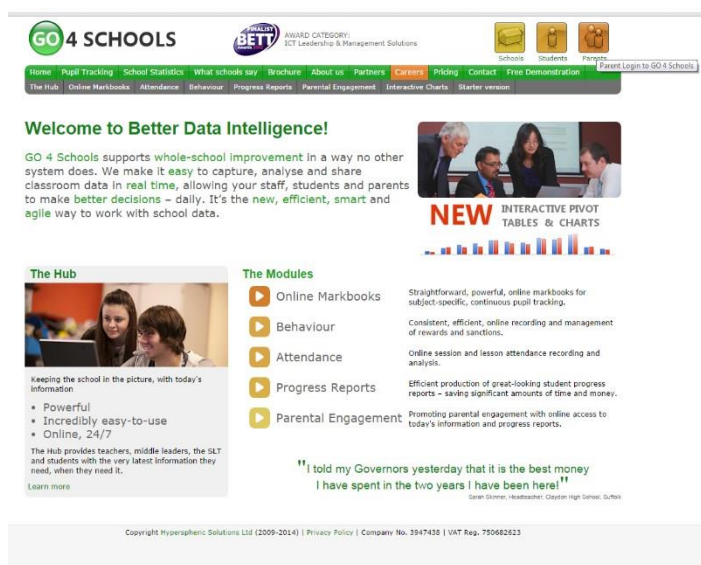 GO 4 SCHOOLS
FINALIST
BETT
AWARD CATEGORY:
ICT Leadership & Management Solutions
Schools Students Parents
Parent Login to GO 4 Schools
Home Pupil Tracking School Statistics What schools say Brochure About us Partners Careers Pricing Contact Free Demonstration
The Hub Online Markbooks Attendance Behaviour Progress Reports Parental Engagement Interactive Charts Starter version
Welcome to Better Data Intelligence!
GO 4 Schools supports whole-school improvement in a way no other
system does. We make it easy to capture, analyse and share
classroom data in real time, allowing your staff, students and parents
to make better decisions – daily. It's the new, efficient, smart and
agile way to work with school data.
NEW INTERACTIVE PIVOT
TABLES & CHARTS
The Hub
Keeping the school in the picture, with today's
information
• Powerful
• Incredibly easy-to-use
• Online, 24/7
The Hub provides teachers, middle leaders, the SLT
and students with the very latest information they
need, when they need it.
Learn more
The Modules
Online Markbooks
Straightforward, powerful, online markbooks for
subject-specific, continuous pupil tracking.
Behaviour
Consistent, efficient, online recording and management
of rewards and sanctions.
Attendance
Online session and lesson attendance recording and
analysis.
Progress Reports
Efficient production of great-looking student progress
reports – saving significant amounts of time and money.
Parental Engagement
Promoting parental engagement with online access to
today's information and progress reports.
"I told my Governors yesterday that it is the best money
I have spent in the two years I have been here!"
Sarah Skinner, Headteacher, Claydon High School, Suffolk
Copyright Hyperspheric Solutions Ltd (2009-2014) | Privacy Policy | Company No. 3947438 | VAT Reg. 750682623